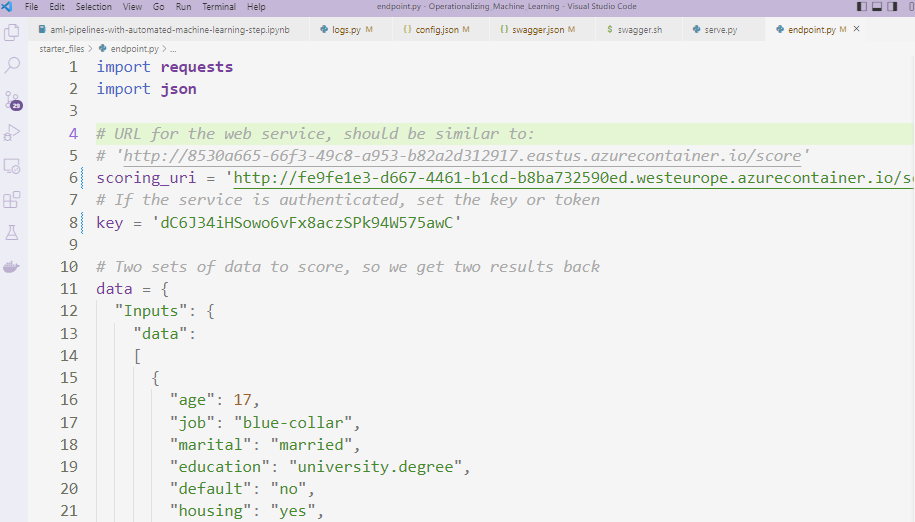 File Edit Selection View Go Run Terminal Help endpoint.py - Operationalizing_Machine_Learning - Visual Studio Code
aml-pipelines-with-automated-machine-learning-step.ipynb logs.py M {} config.json M {} swagger.json M $ swagger.sh serve.py endpoint.py M ×
starter_files > endpoint.py > ...
1 import requests
2 import json
3
4 # URL for the web service, should be similar to:
5 # 'http://8530a665-66f3-49c8-a953-b82a2d312917.eastus.azurecontainer.io/score'
6 scoring_uri = 'http://fe9fe1e3-d667-4461-b1cd-b8ba732590ed.westeurope.azurecontainer.io/s
7 # If the service is authenticated, set the key or token
8 key = 'dC6J34iHSowo6vFx8aczSPk94W575awC'
9
10 # Two sets of data to score, so we get two results back
11 data = {
12 "Inputs": {
13 "data":
14 [
15 {
16 "age": 17,
17 "job": "blue-collar",
18 "marital": "married",
19 "education": "university.degree",
20 "default": "no",
21 "housing": "yes",
29